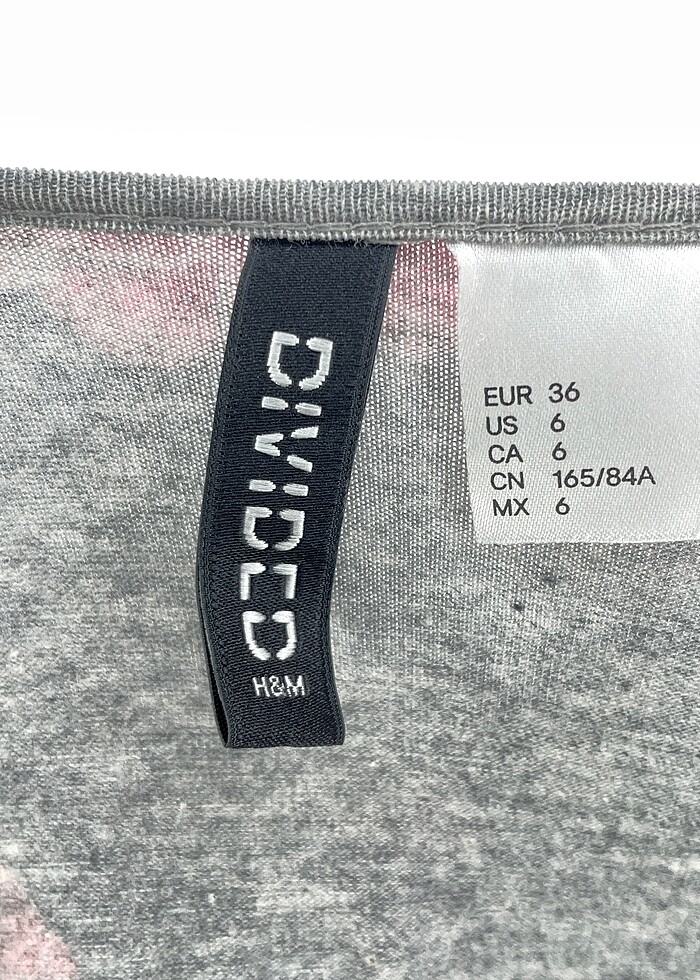 DIVIDED
H&M
EUR 36
US 6
CA 6
CN 165/84A
MX 6